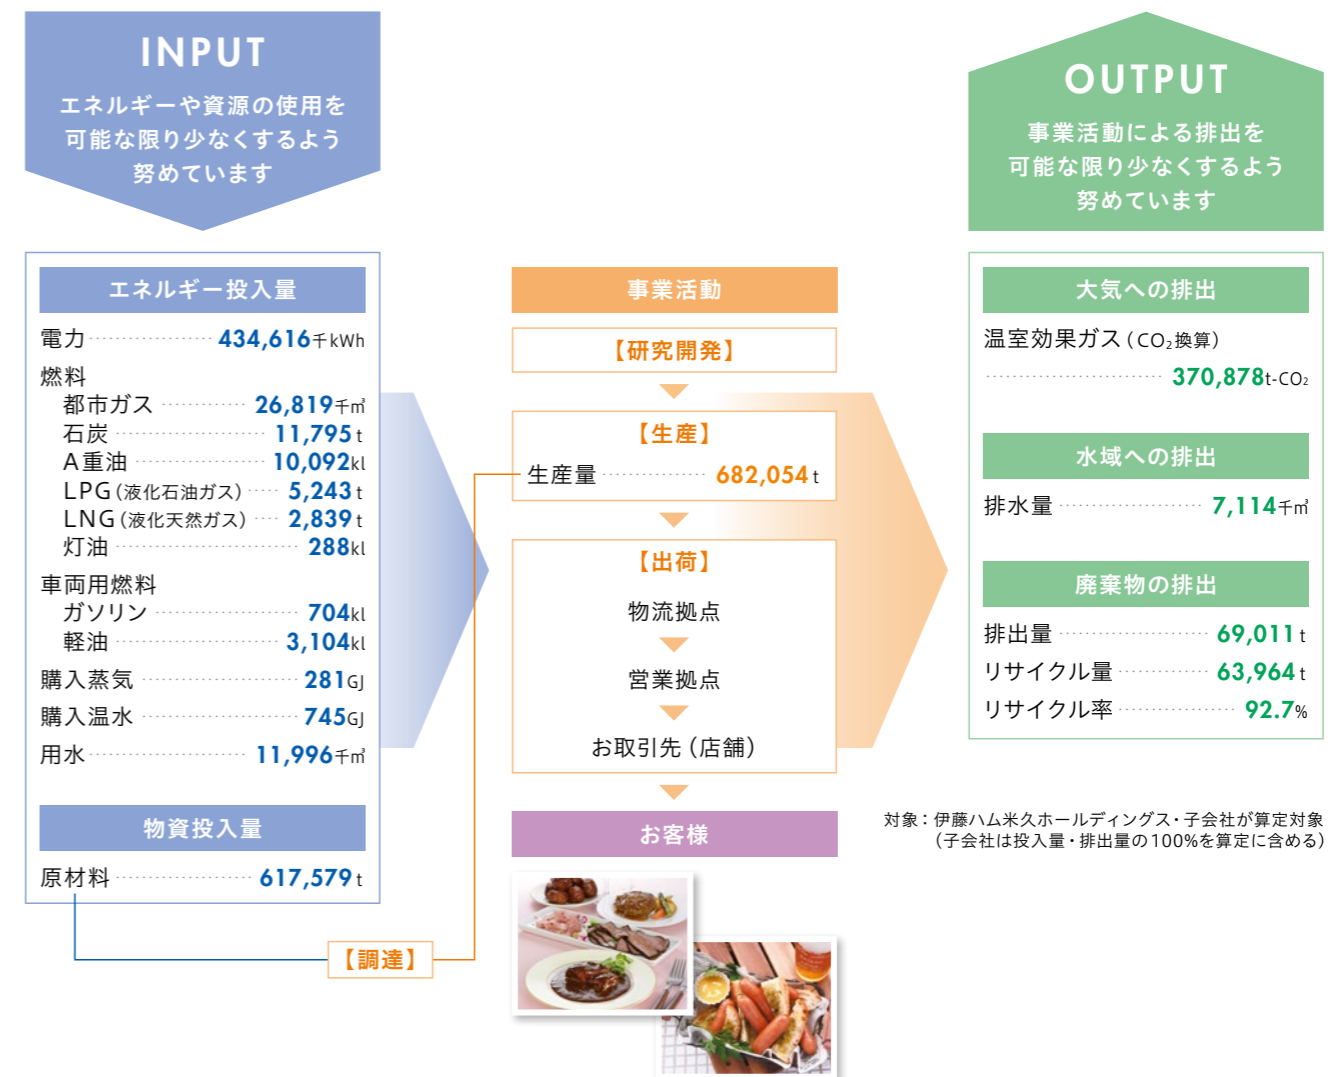 INPUT
エネルギーや資源の使用を
可能な限り少なくするよう
努めています
エネルギー投入量
電力 434,616千kWh
燃料
都市ガス 26,819千㎥
石炭 11,795 t
A重油 10,092kl
LPG(液化石油ガス) 5,243 t
LNG(液化天然ガス) 2,839 t
灯油 288kl
車両用燃料
ガソリン 704kl
軽油 3,104kl
購入蒸気 281GJ
購入温水 745GJ
用水 11,996千㎥
物資投入量
原材料 617,579 t
【調達】
事業活動
【研究開発】
【生産】
生産量 682,054 t
【出荷】
物流拠点
営業拠点
お取引先(店舗)
お客様
OUTPUT
事業活動による排出を
可能な限り少なくするよう
努めています
大気への排出
温室効果ガス(CO₂換算)
370,878t-CO₂
水域への排出
排水量 7,114千㎥
廃棄物の排出
排出量 69,011 t
リサイクル量 63,964 t
リサイクル率 92.7%
対象：伊藤ハム米久ホールディングス・子会社が算定対象
(子会社は投入量・排出量の100%を算定に含める)